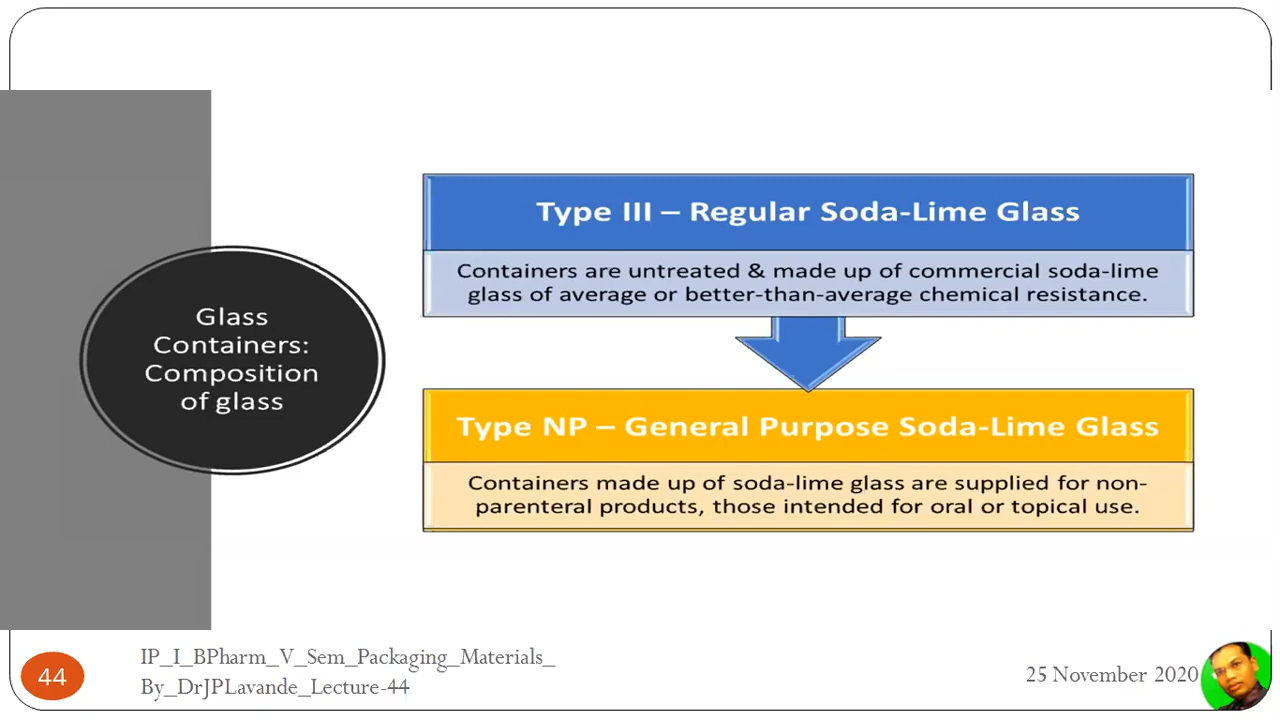 Glass
Containers:
Composition
of glass
Type III – Regular Soda-Lime Glass
Containers are untreated & made up of commercial soda-lime
glass of average or better-than-average chemical resistance.
Type NP – General Purpose Soda-Lime Glass
Containers made up of soda-lime glass are supplied for non-
parenteral products, those intended for oral or topical use.
44
IP_I_BPharm_V_Sem_Packaging_Materials_
By_DrJPLavande_Lecture-44
25 November 2020